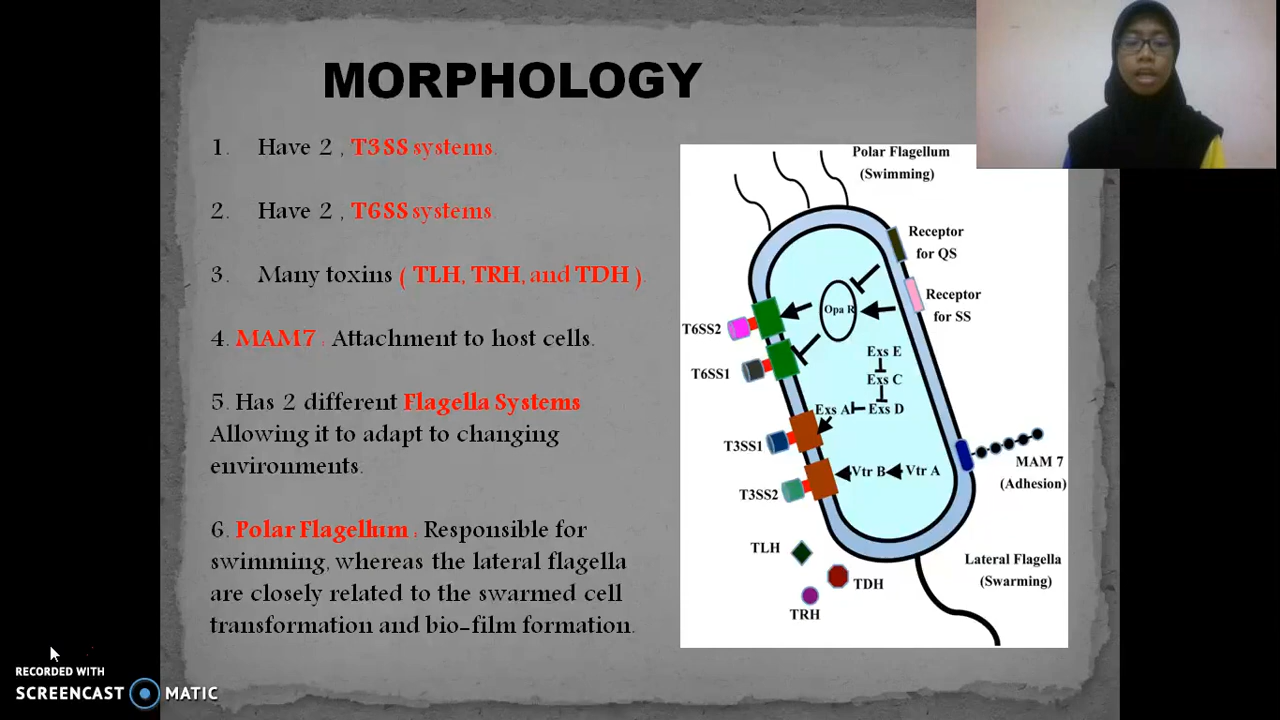 MORPHOLOGY
1. Have 2 , T3SS systems.
2. Have 2 , T6SS systems.
3. Many toxins ( TLH, TRH, and TDH ).
4. MAM7 : Attachment to host cells.
5. Has 2 different Flagella Systems
Allowing it to adapt to changing
environments.
6. Polar Flagellum : Responsible for
swimming, whereas the lateral flagella
are closely related to the swarmed cell
transformation and bio-film formation.
Polar Flagellum
(Swimming)
Receptor
for QS
Receptor
for SS
Opa R
T6SS2
T6SS1
Exs E
Exs C
Exs A
Exs D
T3SS1
Vtr B
Vtr A
T3SS2
MAM 7
(Adhesion)
TLH
TDH
TRH
Lateral Flagella
(Swarming)
RECORDED WITH
SCREENCAST MATIC